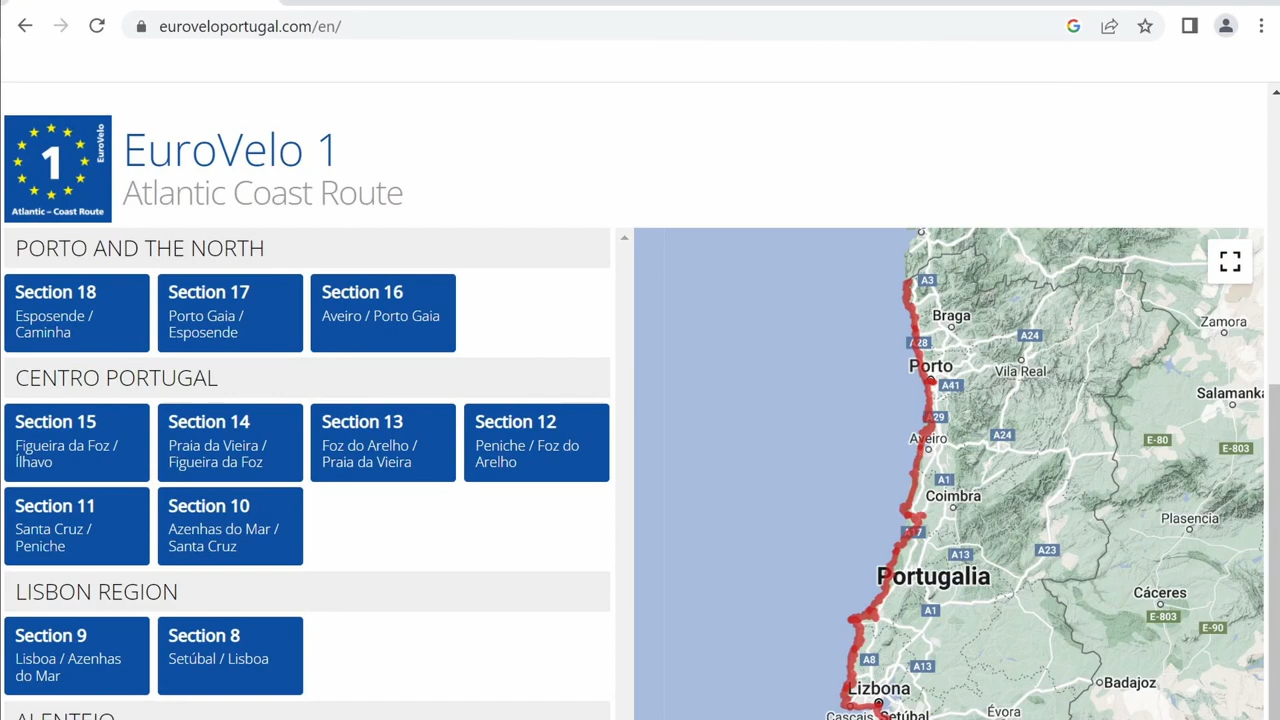 euroveloportugal.com/en/
1
EuroVelo
Atlantic – Coast Route
EuroVelo 1
Atlantic Coast Route
PORTO AND THE NORTH
Section 18
Esposende /
Caminha
Section 17
Porto Gaia /
Esposende
Section 16
Aveiro / Porto Gaia
CENTRO PORTUGAL
Section 15
Figueira da Foz /
Ílhavo
Section 14
Praia da Vieira /
Figueira da Foz
Section 13
Foz do Arelho /
Praia da Vieira
Section 12
Peniche / Foz do
Arelho
Section 11
Santa Cruz /
Peniche
Section 10
Azenhas do Mar /
Santa Cruz
LISBON REGION
Section 9
Lisboa / Azenhas
do Mar
Section 8
Setúbal / Lisboa
ALENTEJO
A3
Braga
Zamora
A24
A28
Porto
Vila Real
A41
Salamanka
A29
A24
Aveiro
E-80
E-803
A1
Coimbra
Plasencia
A17
A23
A13
Portugalia
Cáceres
A1
E-803
E-90
A8
A13
Badajoz
Lizbona
Cascais
Setúbal
Évora